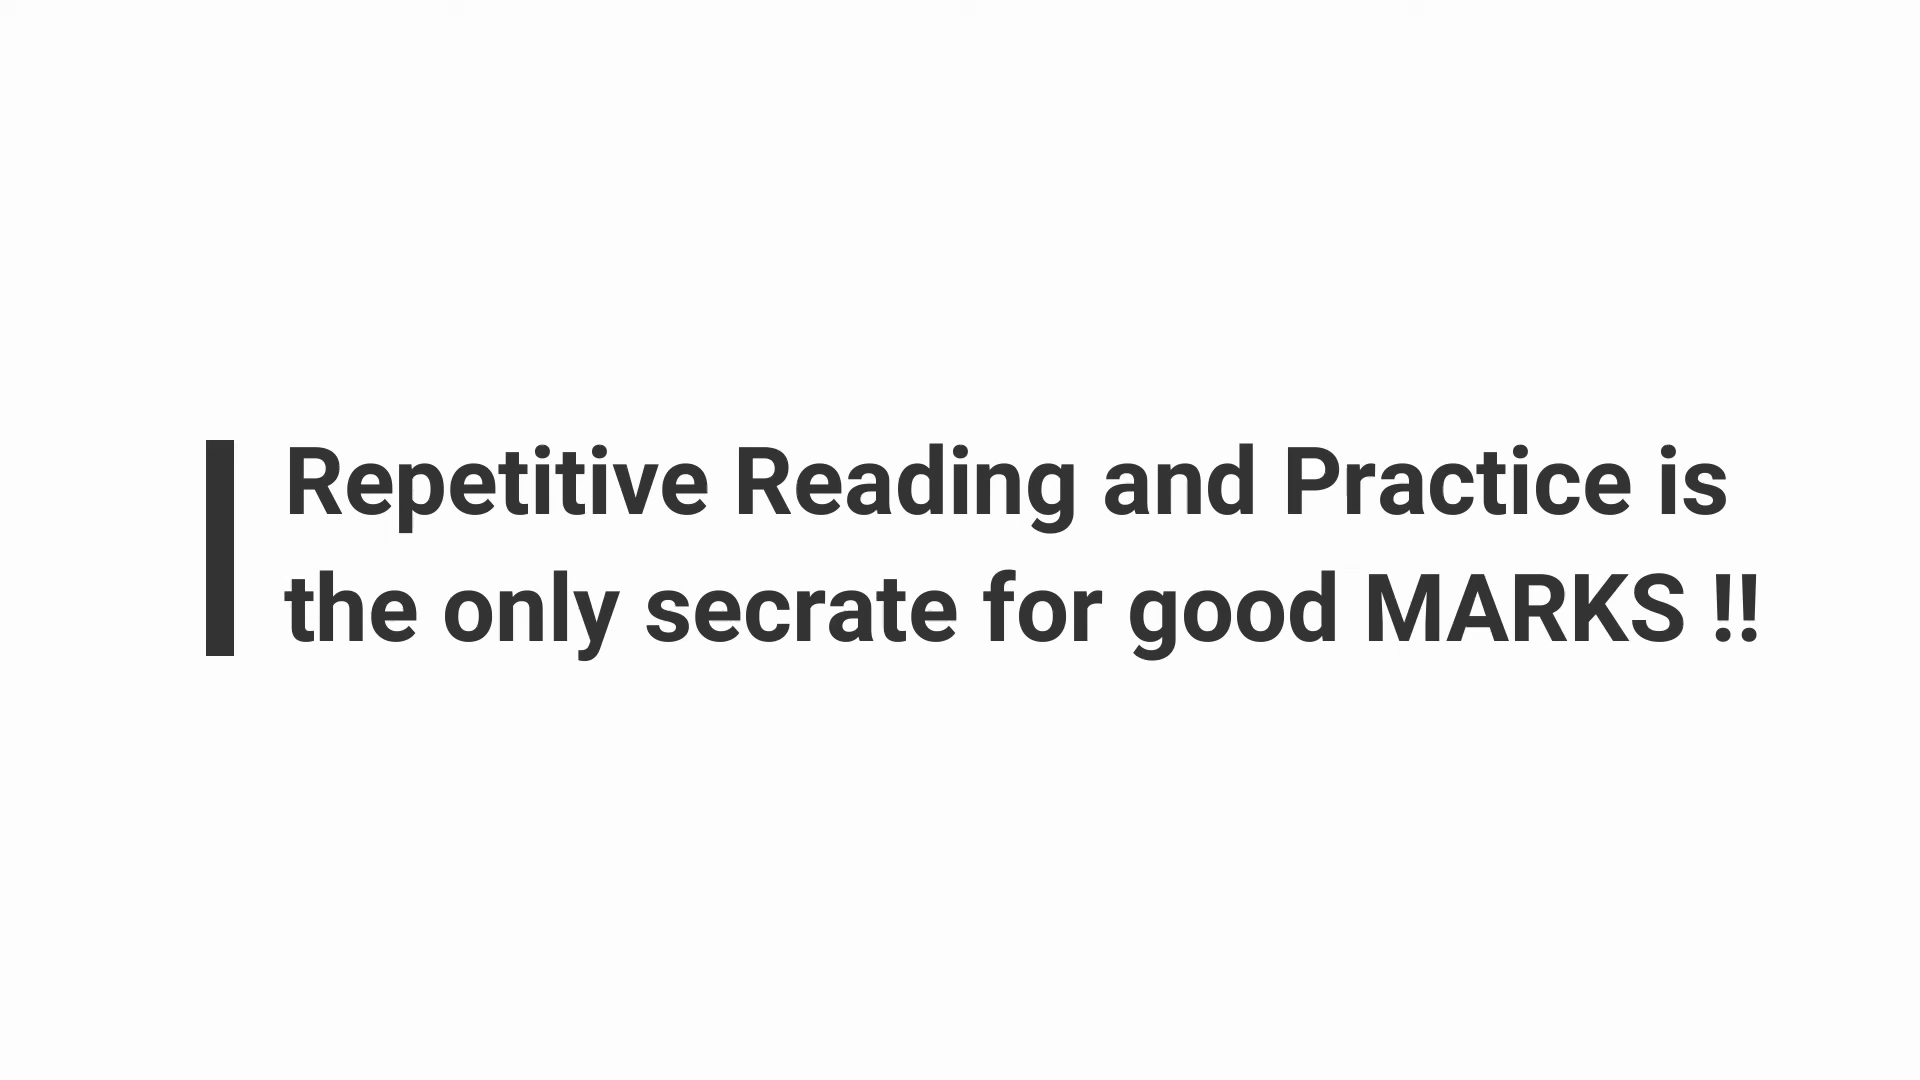 Repetitive Reading and Practice is
the only secrate for good MARKS !!